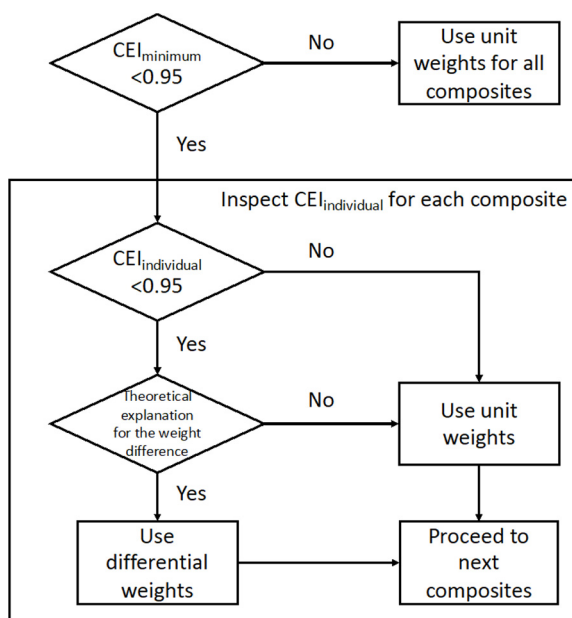 CEIminimum
<0.95
No
Use unit
weights for all
composites
Yes
Inspect CEIindividual for each composite
CEIindividual
<0.95
No
Yes
Theoretical
explanation
for the weight
difference
No
Use unit
weights
Yes
Use
differential
weights
Proceed to
next
composites